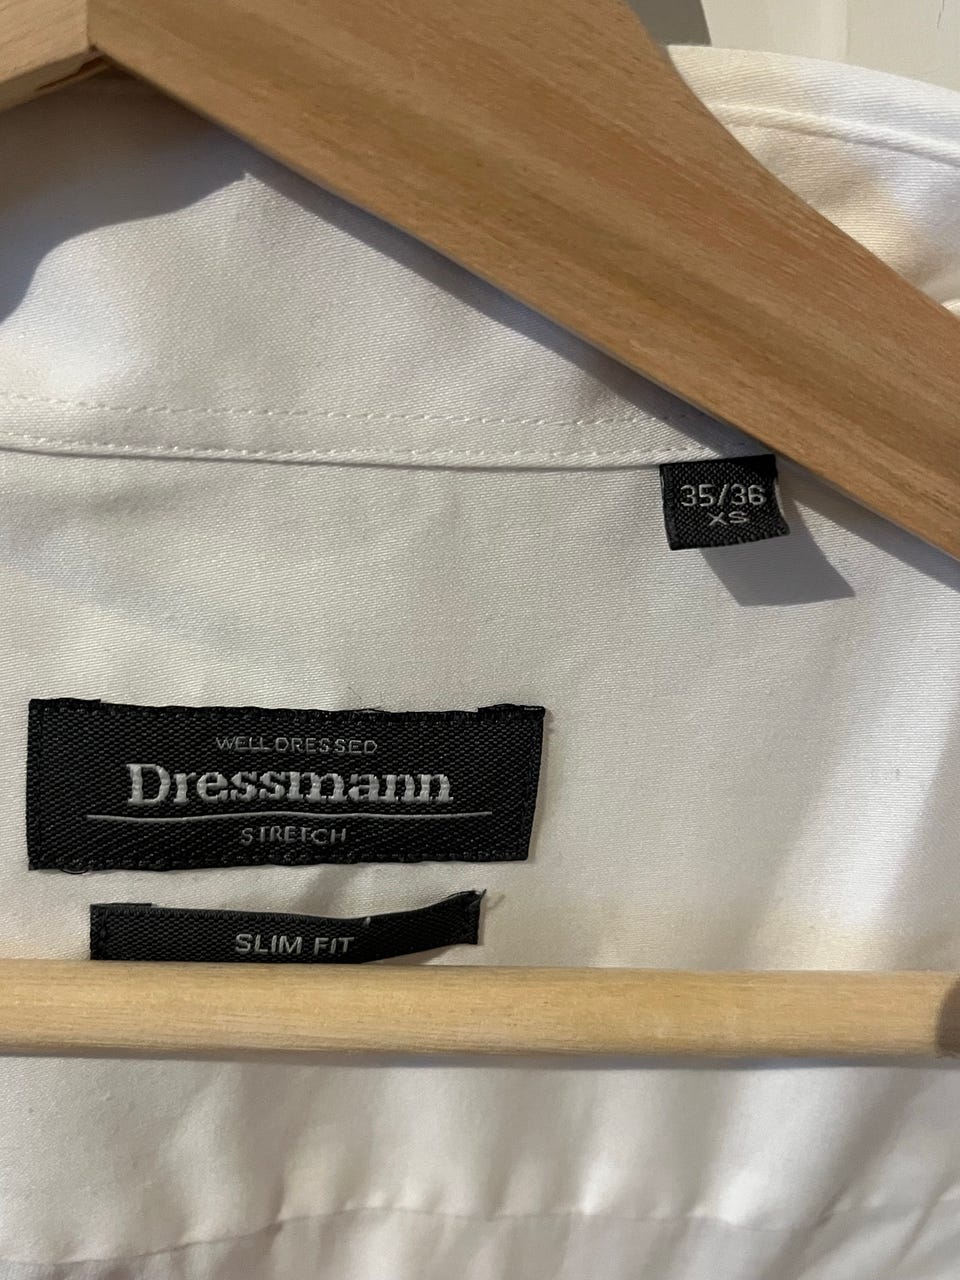 35/36
XS
WELL DRESSED
Dressmann
STRETCH
SLIM FIT